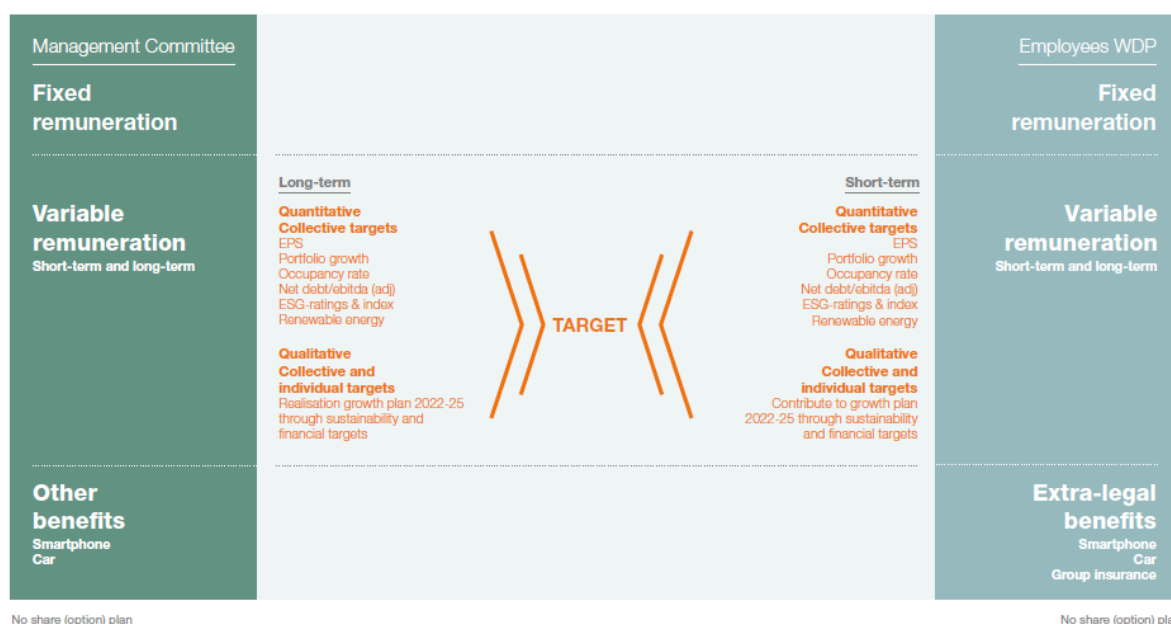 Management Committee
Fixed
remuneration
Variable
remuneration
Short-term and long-term
Other
benefits
Smartphone
Car
No share (option) plan
Long-term
Quantitative
Collective targets
EPS
Portfolio growth
Occupancy rate
Net debt/ebitda (adj)
ESG-ratings & index
Renewable energy
Qualitative
Collective and
individual targets
Realisation growth plan 2022-25
through sustainability and
financial targets
TARGET
Short-term
Quantitative
Collective targets
EPS
Portfolio growth
Occupancy rate
Net debt/ebitda (adj)
ESG-ratings & index
Renewable energy
Qualitative
Collective and
individual targets
Contribute to growth plan
2022-25 through sustainability
and financial targets
Employees WDP
Fixed
remuneration
Variable
remuneration
Short-term and long-term
Extra-legal
benefits
Smartphone
Car
Group insurance
No share (option)